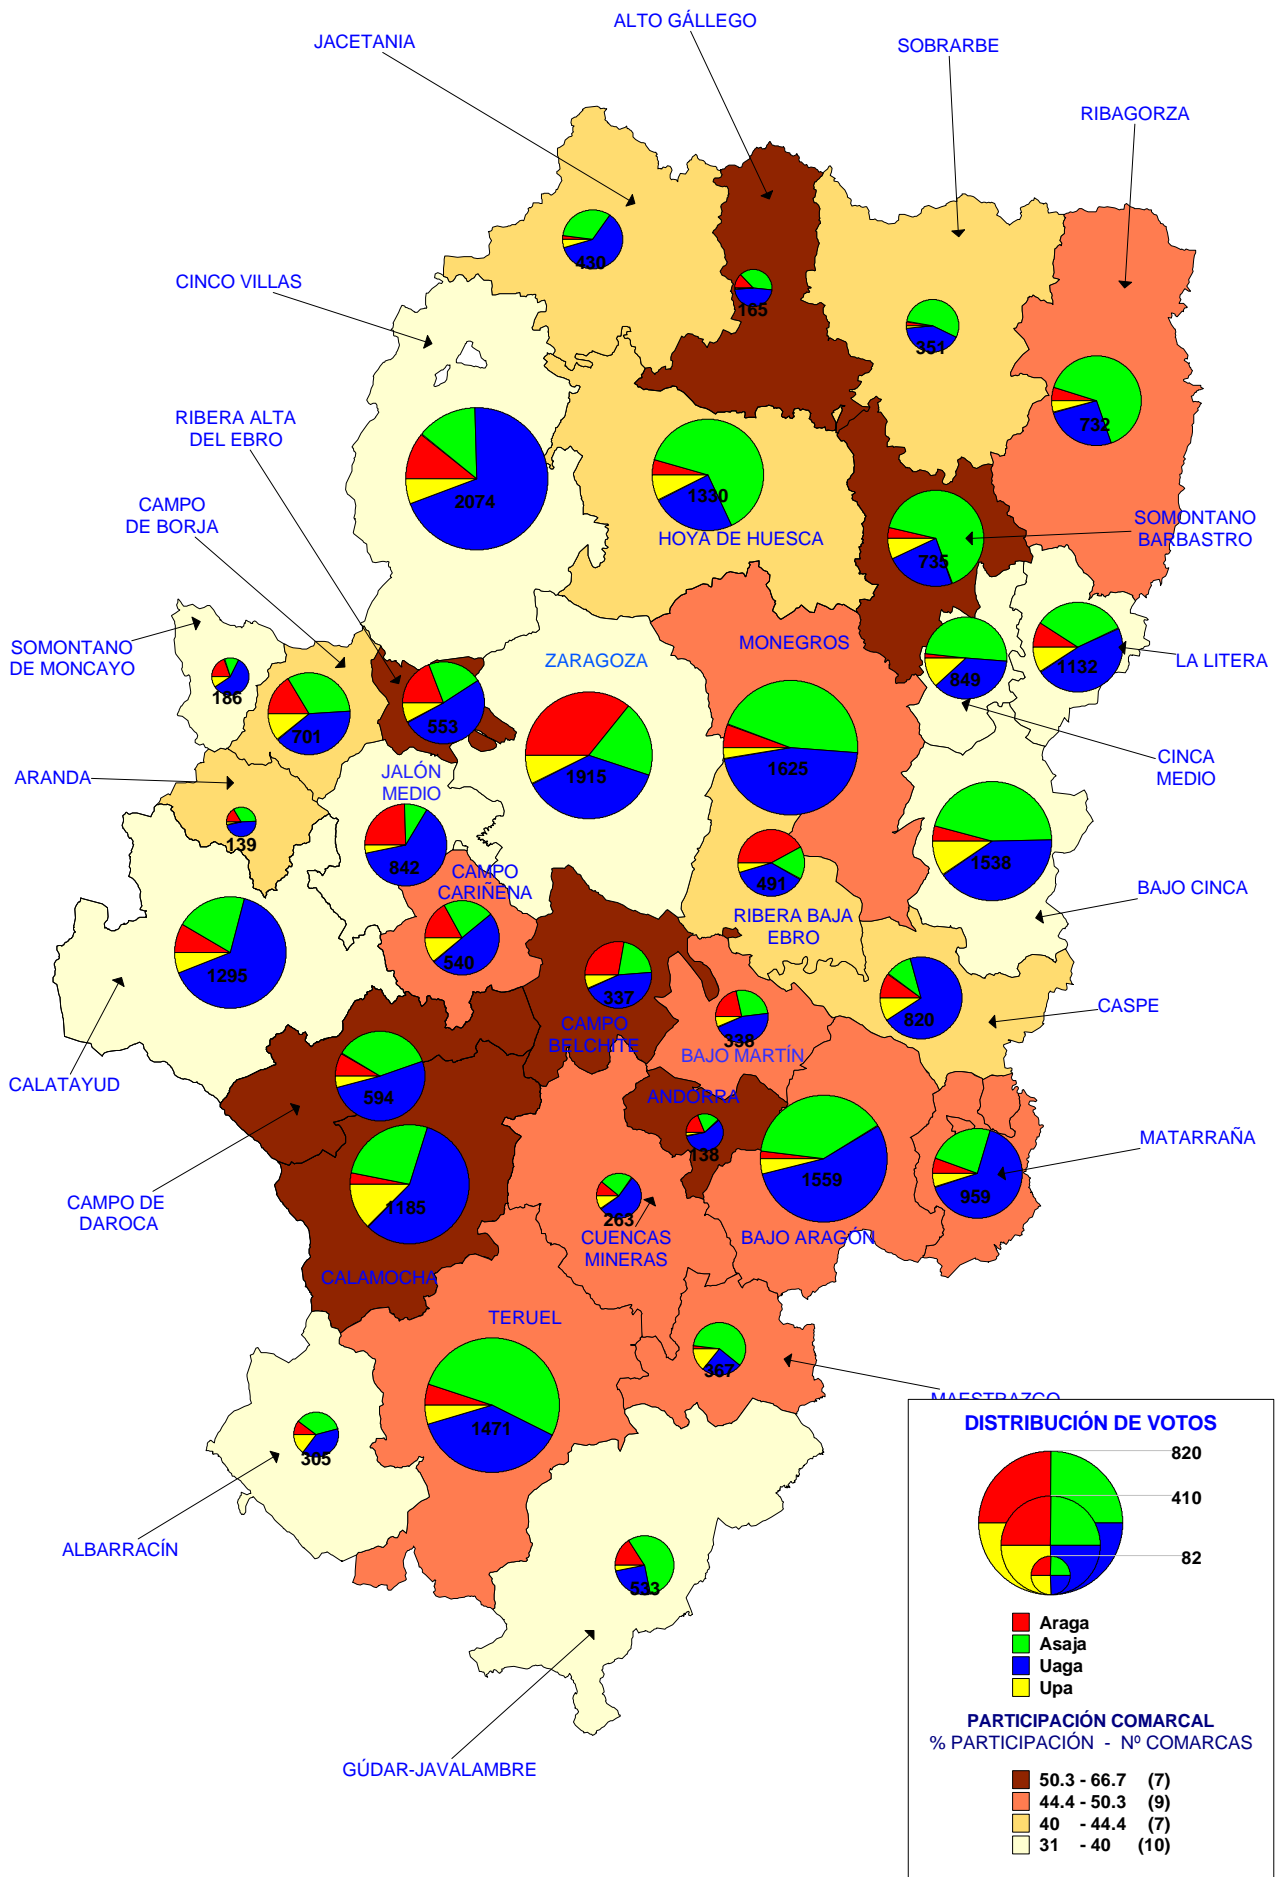 ALTO GÁLLEGO
JACETANIA
SOBRARBE
RIBAGORZA
430
CINCO VILLAS
165
351
RIBERA ALTA
DEL EBRO
732
2074
1330
CAMPO
DE BORJA
HOYA DE HUESCA
SOMONTANO
BARBASTRO
735
SOMONTANO
DE MONCAYO
ZARAGOZA
MONEGROS
LA LITERA
1132
849
186
553
701
1915
1625
CINCA
MEDIO
ARANDA
JALÓN
MEDIO
139
842
1538
CAMPO
CARIÑENA
491
BAJO CINCA
RIBERA BAJA
EBRO
540
1295
337
CASPE
820
CAMPO
BELCHITE
338
BAJO MARTÍN
CALATAYUD
594
ANDORRA
138
MATARRAÑA
1559
959
CAMPO DE
DAROCA
1185
263
CUENCAS
MINERAS
BAJO ARAGÓN
CALAMOCHA
TERUEL
367
MAESTRAZGO
1471
305
ALBARRACÍN
533
GÚDAR-JAVALAMBRE
DISTRIBUCIÓN DE VOTOS
820
410
82
Araga
Asaja
Uaga
Upa
PARTICIPACIÓN COMARCAL
% PARTICIPACIÓN - Nº COMARCAS
50.3 - 66.7 (7)
44.4 - 50.3 (9)
40 - 44.4 (7)
31 - 40 (10)